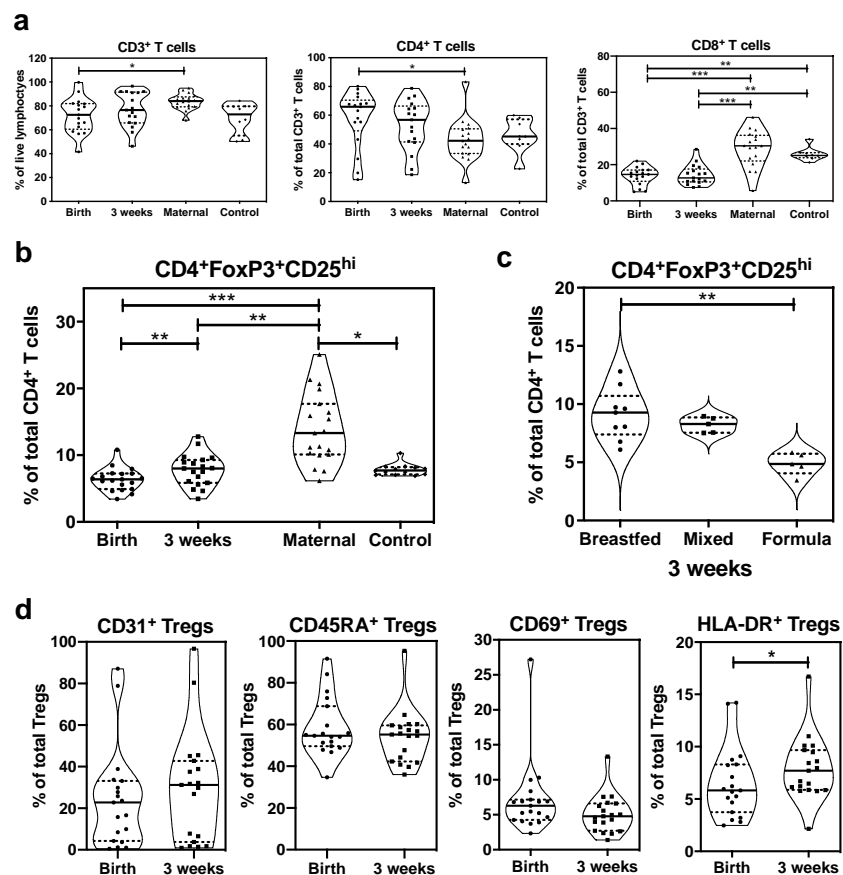 a
CD3⁺ T cells
% of live lymphoctyes
120
100
80
60
40
20
0
*
Birth 3 weeks Maternal Control
CD4⁺ T cells
% of total CD3⁺ T cells
100
80
60
40
20
0
*
Birth 3 weeks Maternal Control
CD8⁺ T cells
% of total CD3⁺ T cells
80
60
40
20
0
**
***
**
***
Birth 3 weeks Maternal Control
b
CD4⁺FoxP3⁺CD25ʰⁱ
% of total CD4⁺ T cells
30
20
10
0
***
**
**
*
Birth 3 weeks Maternal Control
c
CD4⁺FoxP3⁺CD25ʰⁱ
% of total CD4⁺ T cells
20
15
10
5
0
**
Breastfed Mixed Formula
3 weeks
d
CD31⁺ Tregs
% of total Tregs
100
80
60
40
20
0
Birth 3 weeks
CD45RA⁺ Tregs
% of total Tregs
100
80
60
40
20
0
Birth 3 weeks
CD69⁺ Tregs
% of total Tregs
30
25
20
15
10
5
0
Birth 3 weeks
HLA-DR⁺ Tregs
% of total Tregs
20
15
10
5
0
*
Birth 3 weeks